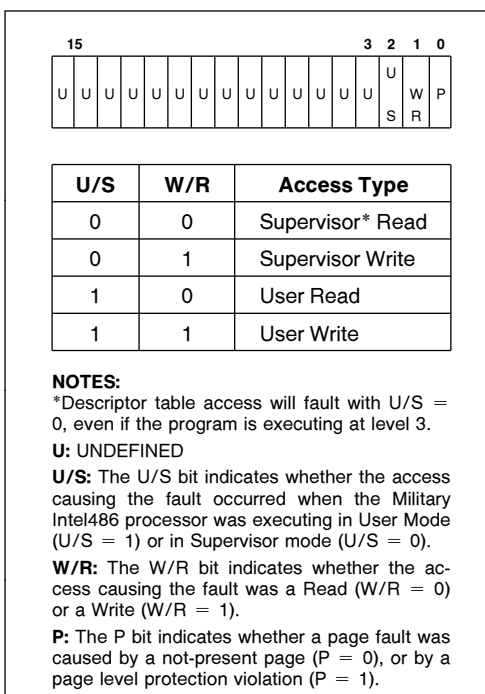 15 3 2 1 0
U U U U U U U U U U U U U U S W R P
U/S W/R Access Type
0 0 Supervisor* Read
0 1 Supervisor Write
1 0 User Read
1 1 User Write
NOTES:
*Descriptor table access will fault with U/S =
0, even if the program is executing at level 3.
U: UNDEFINED
U/S: The U/S bit indicates whether the access
causing the fault occurred when the Military
Intel486 processor was executing in User Mode
(U/S = 1) or in Supervisor mode (U/S = 0).
W/R: The W/R bit indicates whether the ac-
cess causing the fault was a Read (W/R = 0)
or a Write (W/R = 1).
P: The P bit indicates whether a page fault was
caused by a not-present page (P = 0), or by a
page level protection violation (P = 1).